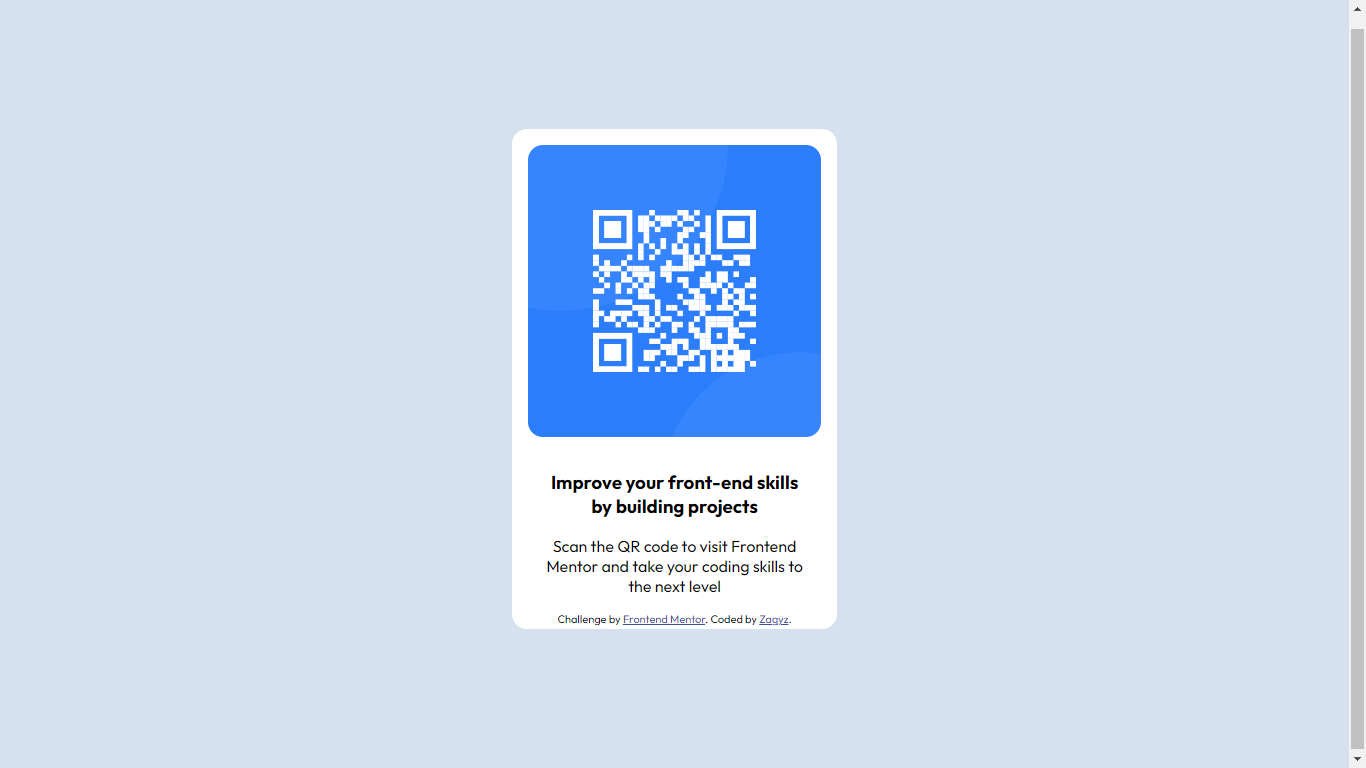 Improve your front-end skills
by building projects
Scan the QR code to visit Frontend
Mentor and take your coding skills to
the next level
Challenge by Frontend Mentor. Coded by Zaqyz.